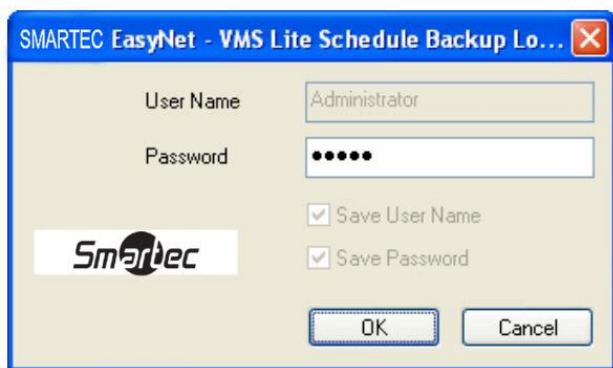 SMARTEC EasyNet - VMS Lite Schedule Backup Lo...
User Name
Administrator
Password
•••••
Save User Name
Smartec
Save Password
OK
Cancel